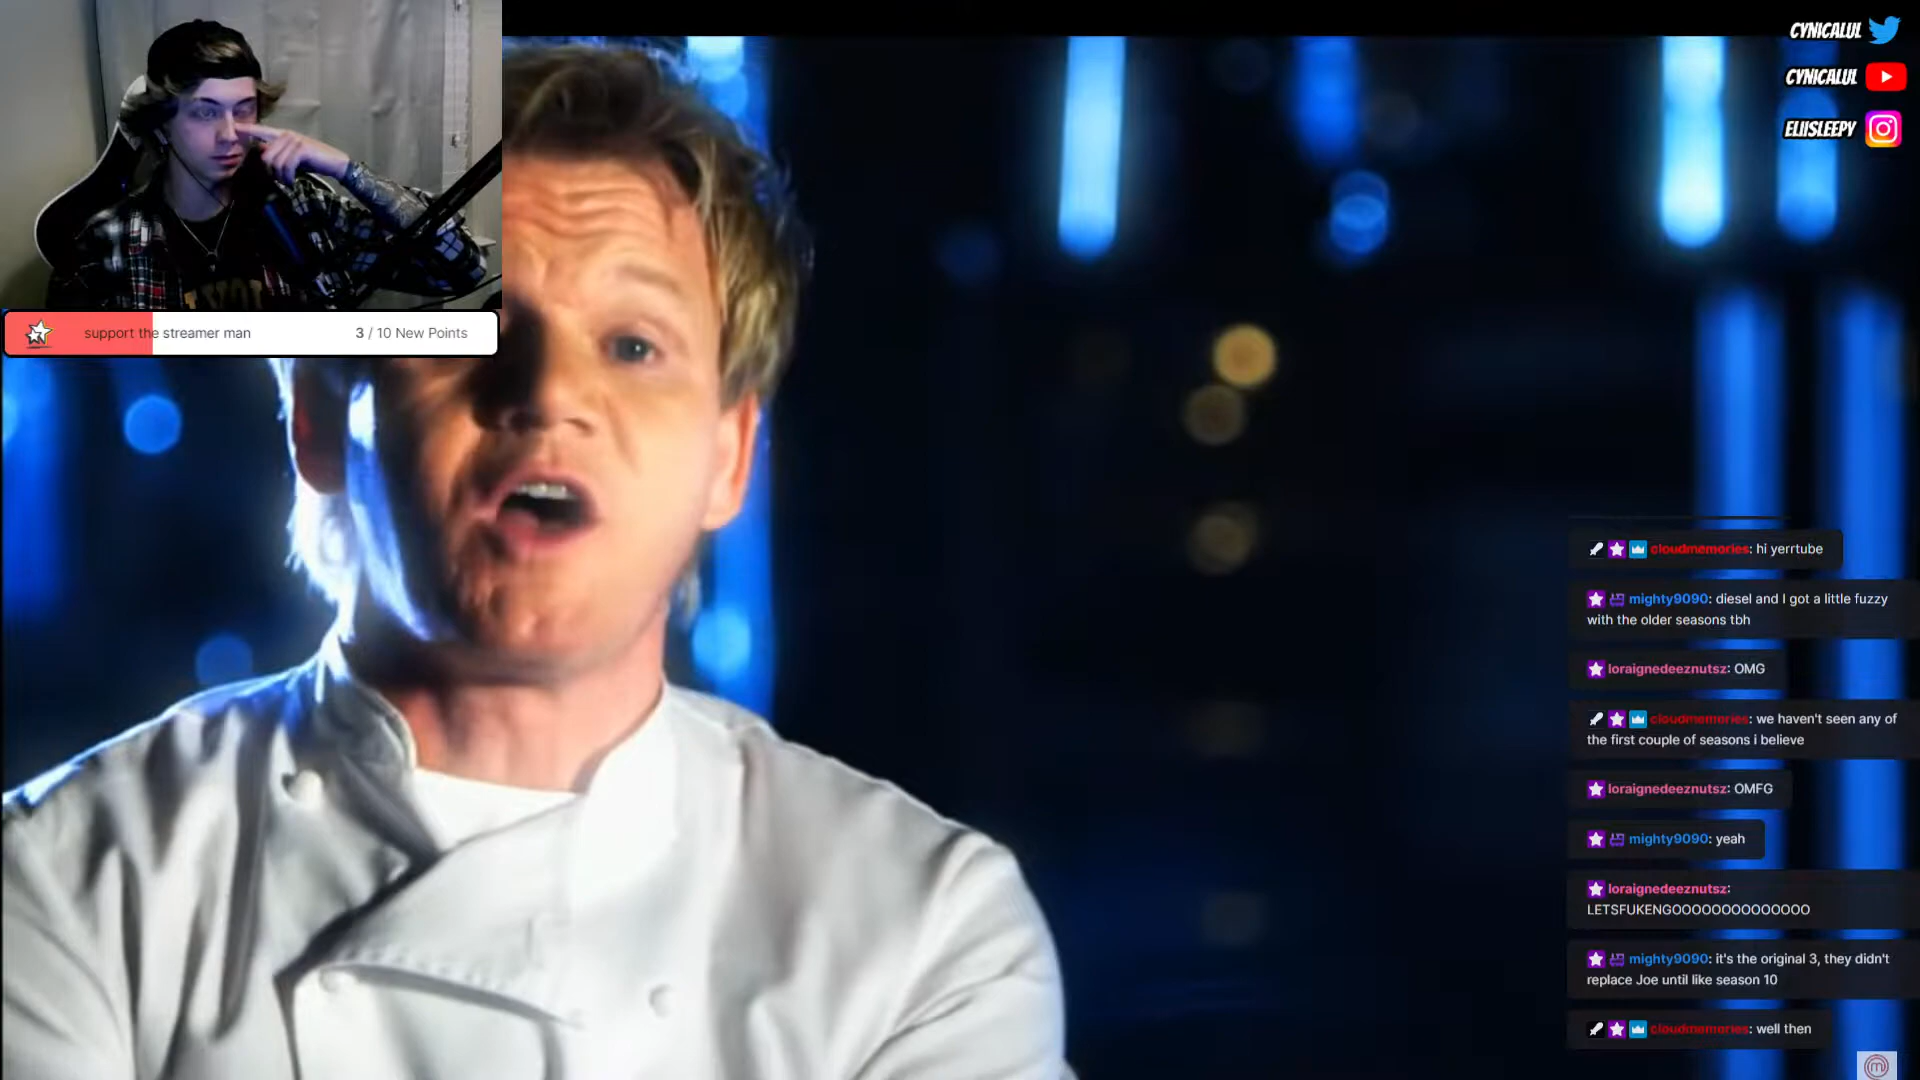 CYNICALUL
CYNICALUL
ELIISLEEPY
support the streamer man 3 / 10 New Points
cloudmemories: hi yerrtube
mighty9090: diesel and I got a little fuzzy
with the older seasons tbh
loraignedeeznutsz: OMG
cloudmemories: we haven't seen any of
the first couple of seasons i believe
loraignedeeznutsz: OMFG
mighty9090: yeah
loraignedeeznutsz:
LETSFUKENGOOOOOOOOOOOOOO
mighty9090: it's the original 3, they didn't
replace Joe until like season 10
cloudmemories: well then